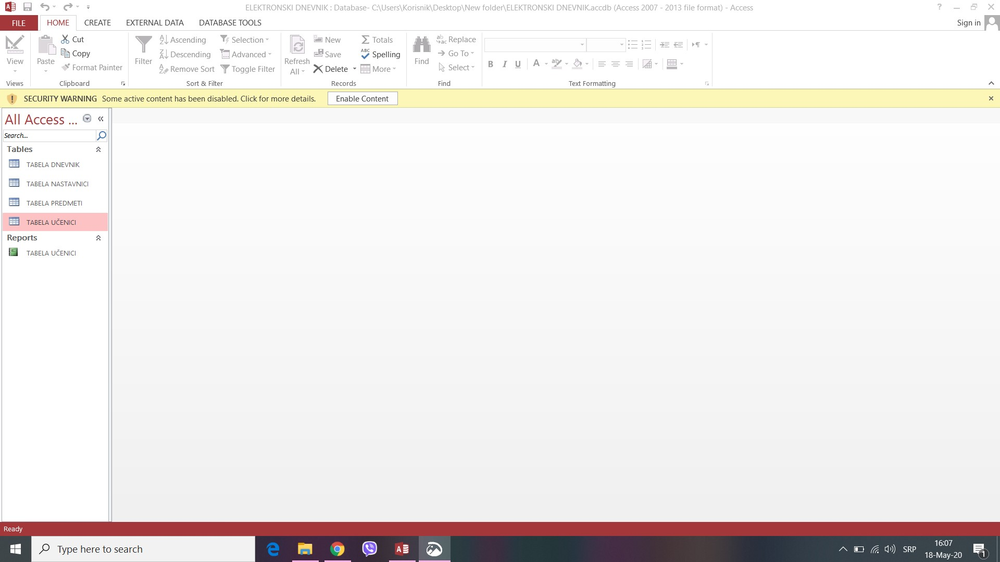 ELEKTRONSKI DNEVNIK : Database- C:\Users\Korisnik\Desktop\New folder\ELEKTRONSKI DNEVNIK.accdb (Access 2007 - 2013 file format) - Access
FILE HOME CREATE EXTERNAL DATA DATABASE TOOLS Sign in
View
Views
Paste
Cut
Copy
Format Painter
Clipboard
Filter
Ascending
Descending
Remove Sort
Selection
Advanced
Toggle Filter
Sort & Filter
Refresh
All
New
Save
Delete
Totals
Spelling
More
Records
Find
Replace
Go To
Select
Find
B I U A
Text Formatting
SECURITY WARNING Some active content has been disabled. Click for more details. Enable Content
All Access ...
Search...
Tables
TABELA DNEVNIK
TABELA NASTAVNICI
TABELA PREDMETI
TABELA UČENICI
Reports
TABELA UČENICI
Ready
Type here to search
SRP
16:07
18-May-20
1